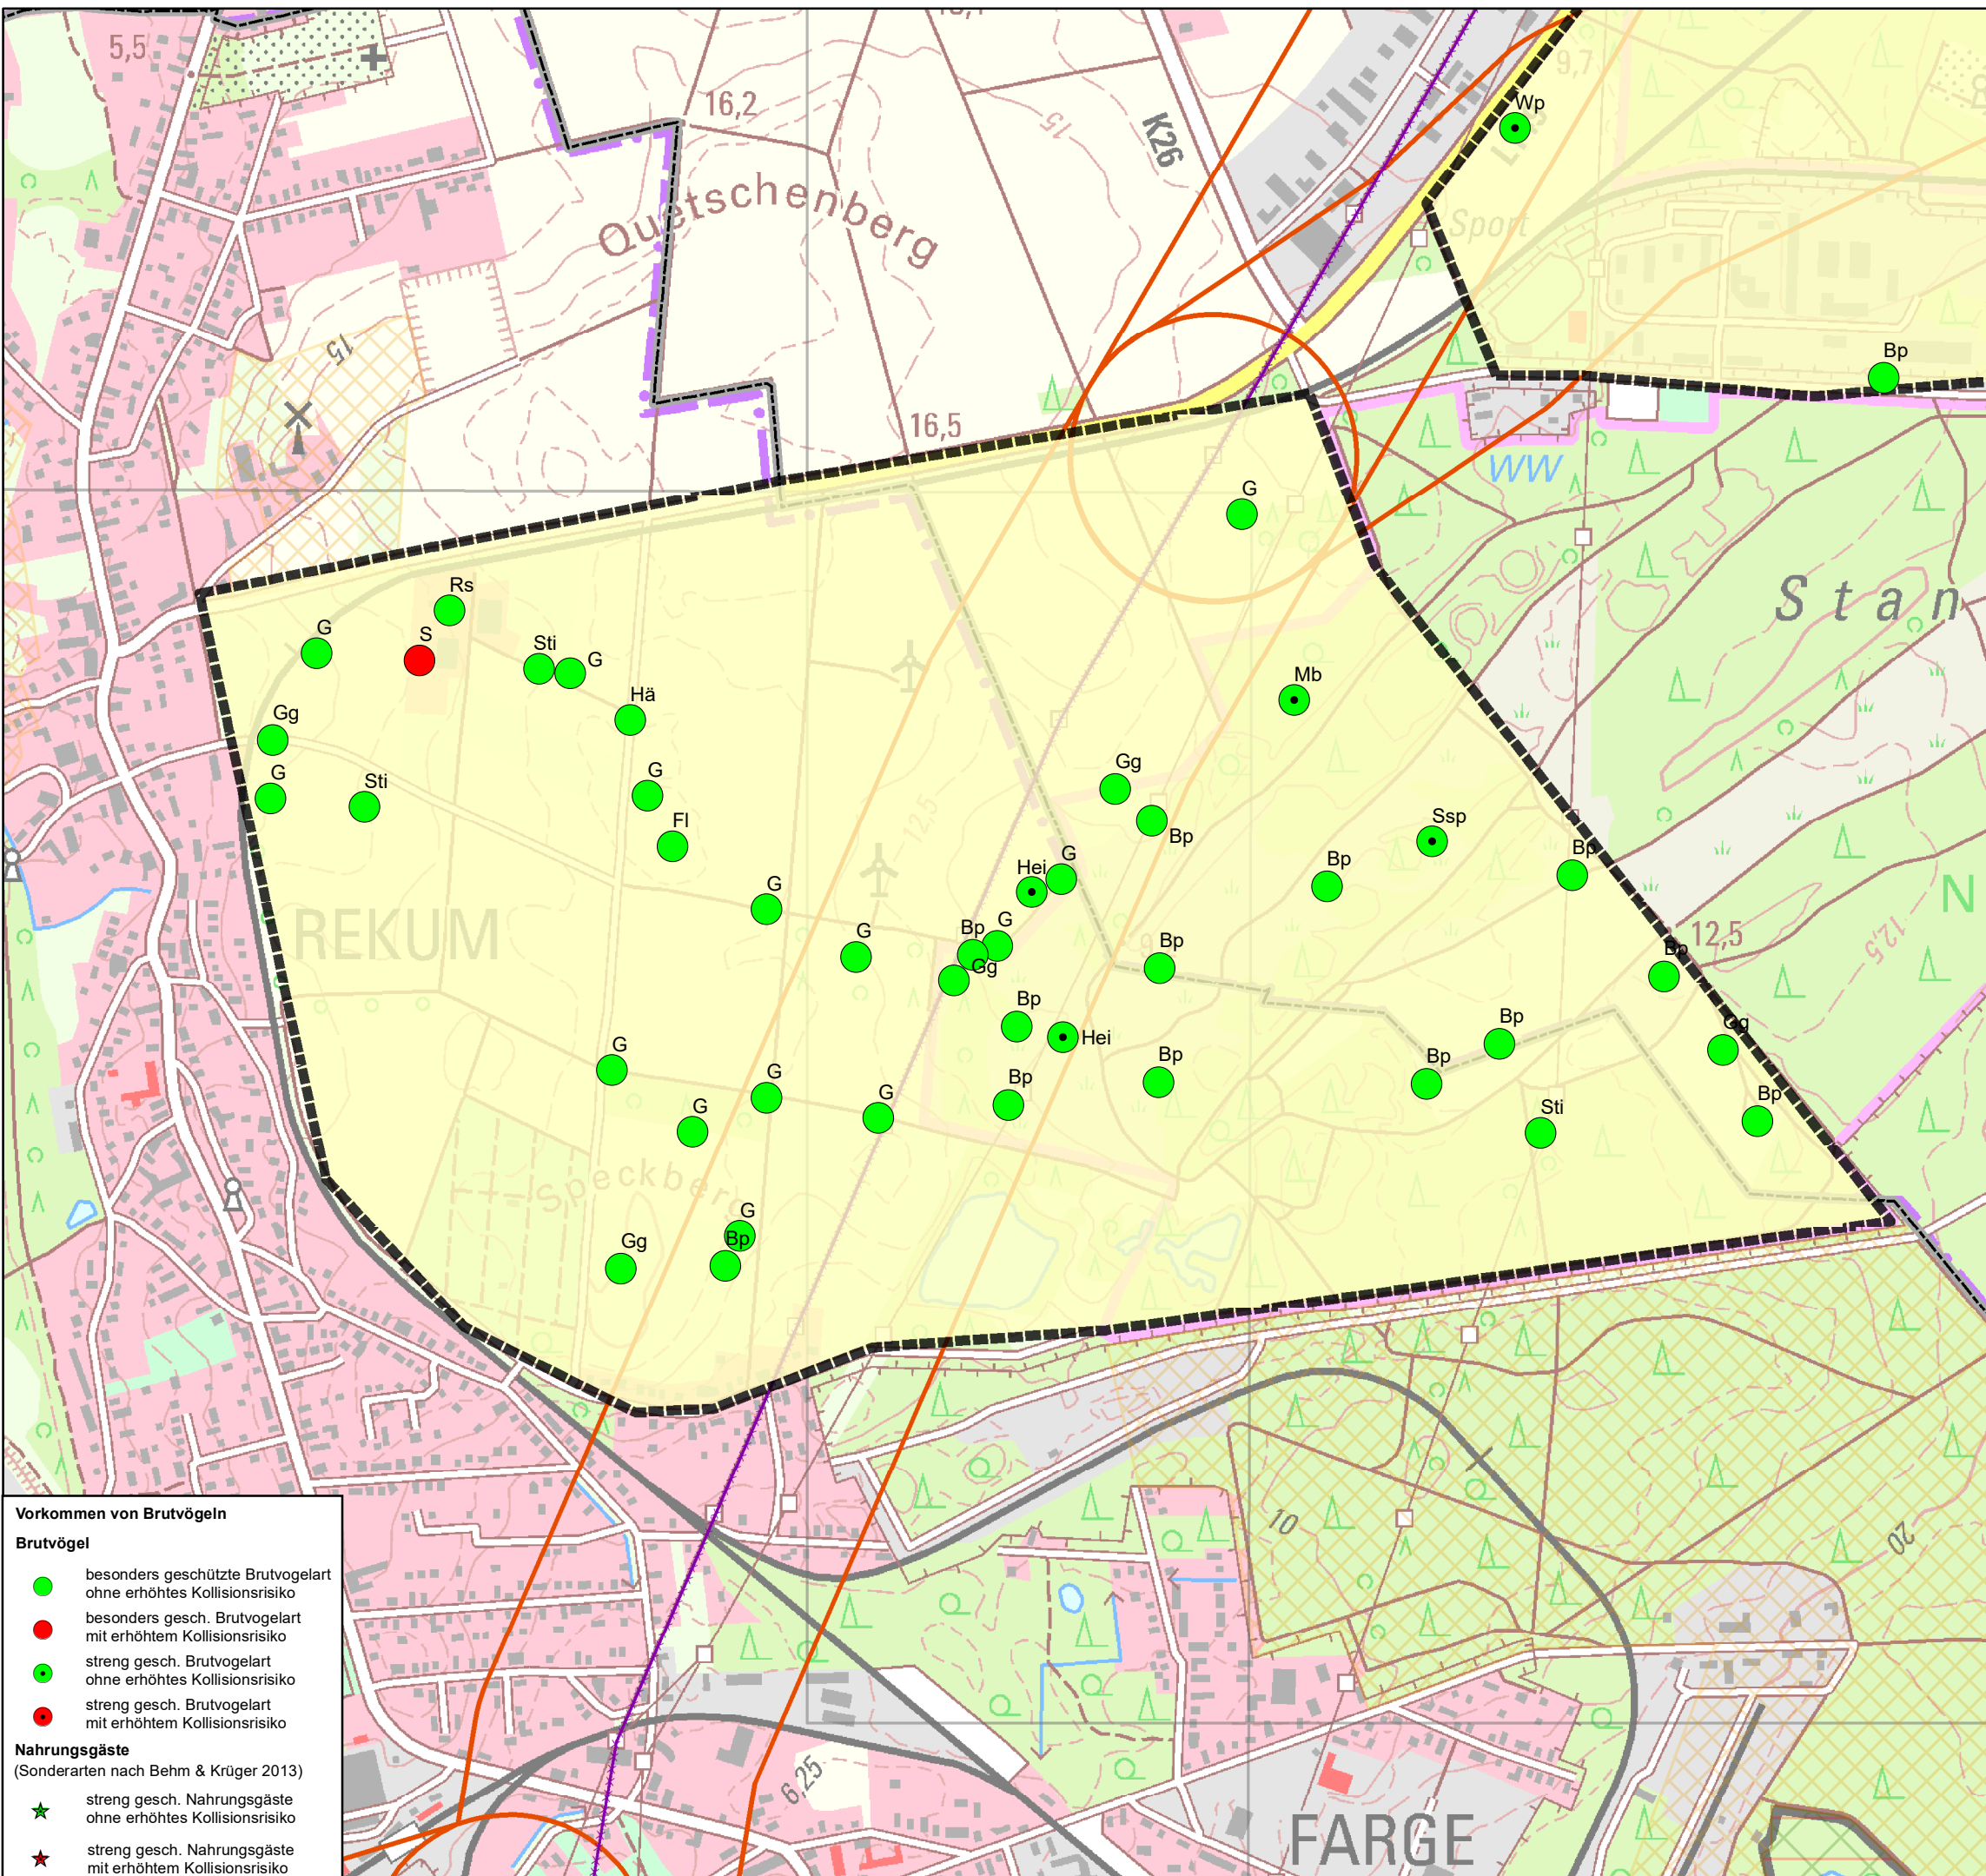 5,5
16,2
15
K26
9,7
Wp
Quetschenberg
Sport
15
Bp
16,5
WW
G
Stan
Rs
G
S
Sti
G
Mb
Hä
Gg
G
Sti
G
Gg
Fl
12,5
Bp
Ssp
Bp
Bp
Hei
G
G
N
REKUM
G
Bp
G
Bp
12,5
12,5
Gg
Bp
Bp
Hei
Bp
Gg
G
Bp
Bp
G
G
G
Bp
Sti
Bp
Speckberg
G
Bp
Gg
10
20
Vorkommen von Brutvögeln
Brutvögel
besonders geschützte Brutvogelart
ohne erhöhtes Kollisionsrisiko
besonders gesch. Brutvogelart
mit erhöhtem Kollisionsrisiko
streng gesch. Brutvogelart
ohne erhöhtes Kollisionsrisiko
streng gesch. Brutvogelart
mit erhöhtem Kollisionsrisiko
Nahrungsgäste
(Sonderarten nach Behm & Krüger 2013)
streng gesch. Nahrungsgäste
ohne erhöhtes Kollisionsrisiko
streng gesch. Nahrungsgäste
mit erhöhtem Kollisionsrisiko
6,25
FARGE